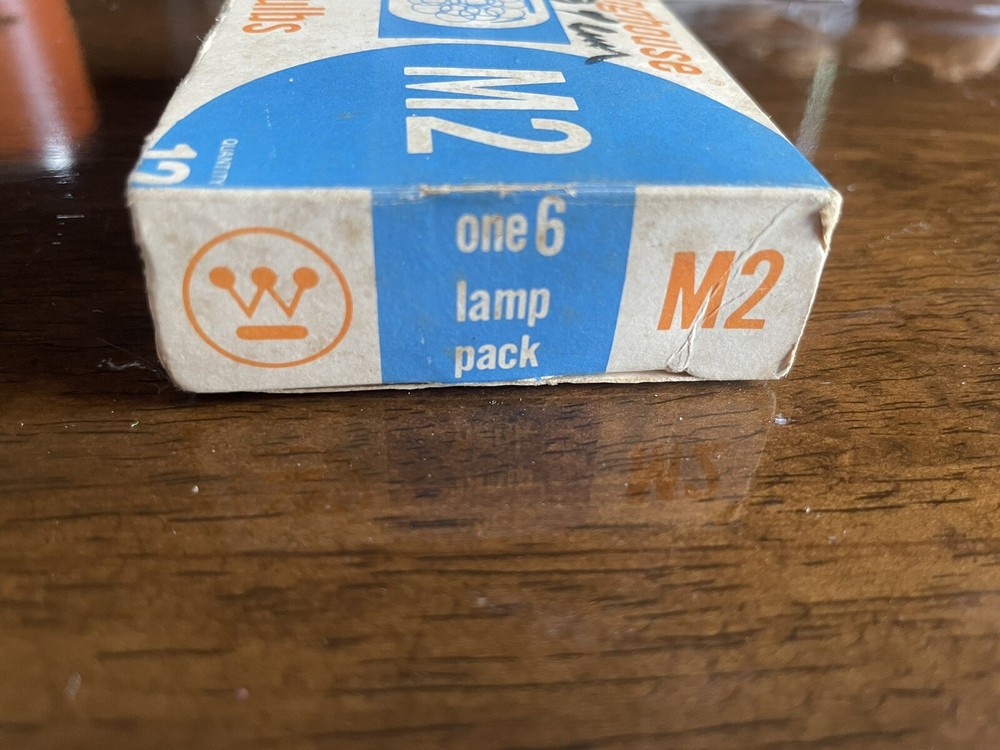 M2
QUANTITY
12
one 6
lamp
pack
M2